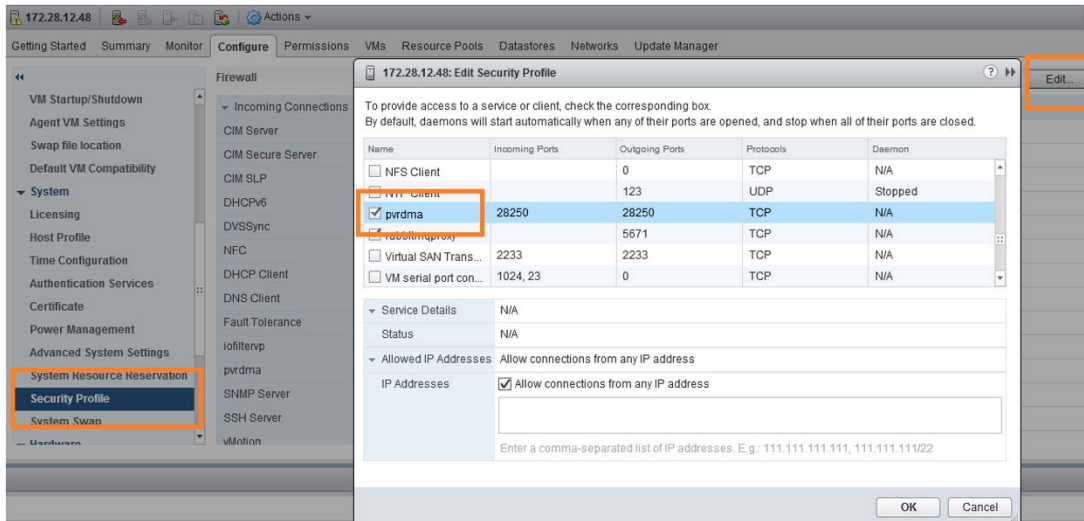 172.28.12.48 Actions
Getting Started Summary Monitor Configure Permissions VMs Resource Pools Datastores Networks Update Manager
VM Startup/Shutdown
Agent VM Settings
Swap file location
Default VM Compatibility
System
Licensing
Host Profile
Time Configuration
Authentication Services
Certificate
Power Management
Advanced System Settings
System Resource Reservation
Security Profile
System Swap
Hardware
Firewall
Incoming Connections
CIM Server
CIM Secure Server
CIM SLP
DHCPv6
DVSSync
NFC
DHCP Client
DNS Client
Fault Tolerance
iofiltervp
pvrdma
SNMP Server
SSH Server
vMotion
Edit...
172.28.12.48: Edit Security Profile
To provide access to a service or client, check the corresponding box.
By default, daemons will start automatically when any of their ports are opened, and stop when all of their ports are closed.
Name Incoming Ports Outgoing Ports Protocols Daemon
NFS Client 0 TCP N/A
NTP Client 123 UDP Stopped
pvrdma 28250 28250 TCP N/A
rabbitmqproxy 5671 TCP N/A
Virtual SAN Trans... 2233 2233 TCP N/A
VM serial port con... 1024, 23 0 TCP N/A
Service Details N/A
Status N/A
Allowed IP Addresses Allow connections from any IP address
IP Addresses Allow connections from any IP address
Enter a comma-separated list of IP addresses. E.g.: 111.111.111.111, 111.111.111/22
OK Cancel